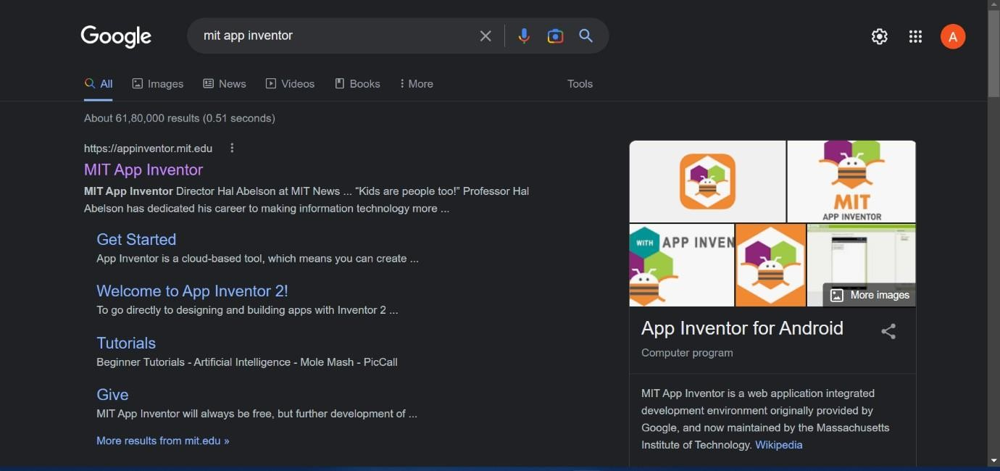 Google
mit app inventor
A
All Images News Videos Books More Tools
About 61,80,000 results (0.51 seconds)
https://appinventor.mit.edu
MIT App Inventor
MIT App Inventor Director Hal Abelson at MIT News ... “Kids are people too!” Professor Hal
Abelson has dedicated his career to making information technology more ...
Get Started
App Inventor is a cloud-based tool, which means you can create ...
Welcome to App Inventor 2!
To go directly to designing and building apps with Inventor 2 ...
Tutorials
Beginner Tutorials - Artificial Intelligence - Mole Mash - PicCall
Give
MIT App Inventor will always be free, but further development of ...
More results from mit.edu »
MIT
APP INVENTOR
WITH APP INVEN
More images
App Inventor for Android
Computer program
MIT App Inventor is a web application integrated
development environment originally provided by
Google, and now maintained by the Massachusetts
Institute of Technology. Wikipedia